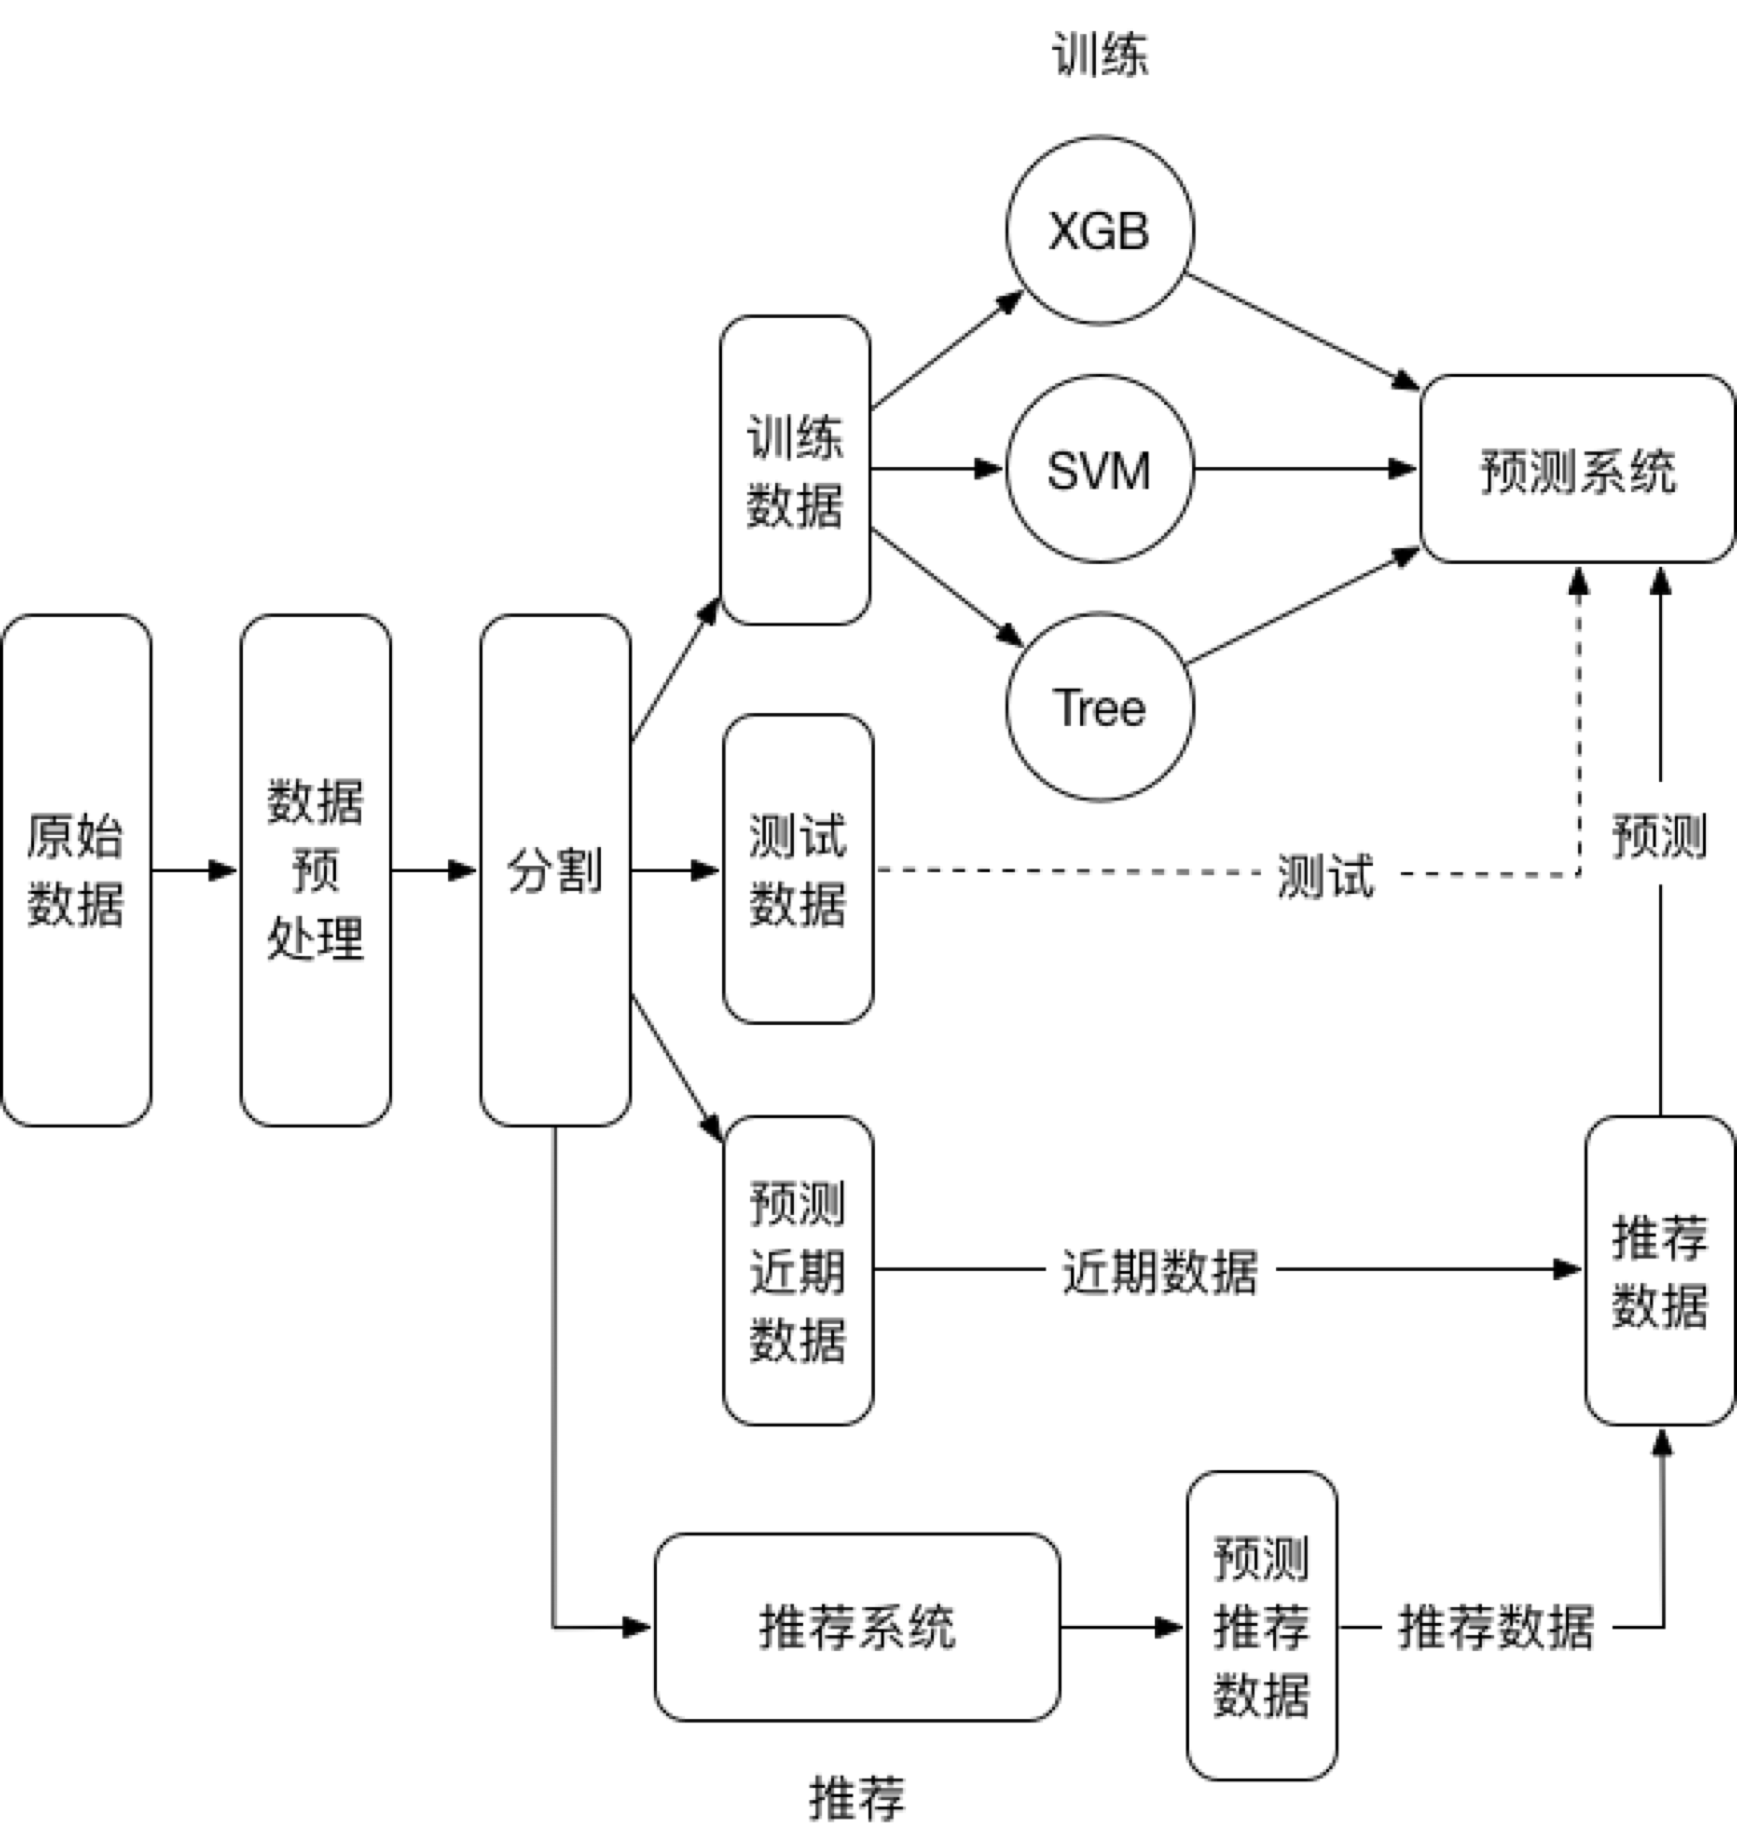 训练
XGB
训练
数据
SVM
预测系统
Tree
原始
数据
数据
预
处理
分割
测试
数据
测试
预测
预测
近期
数据
近期数据
推荐
数据
推荐系统
预测
推荐
数据
推荐数据
推荐